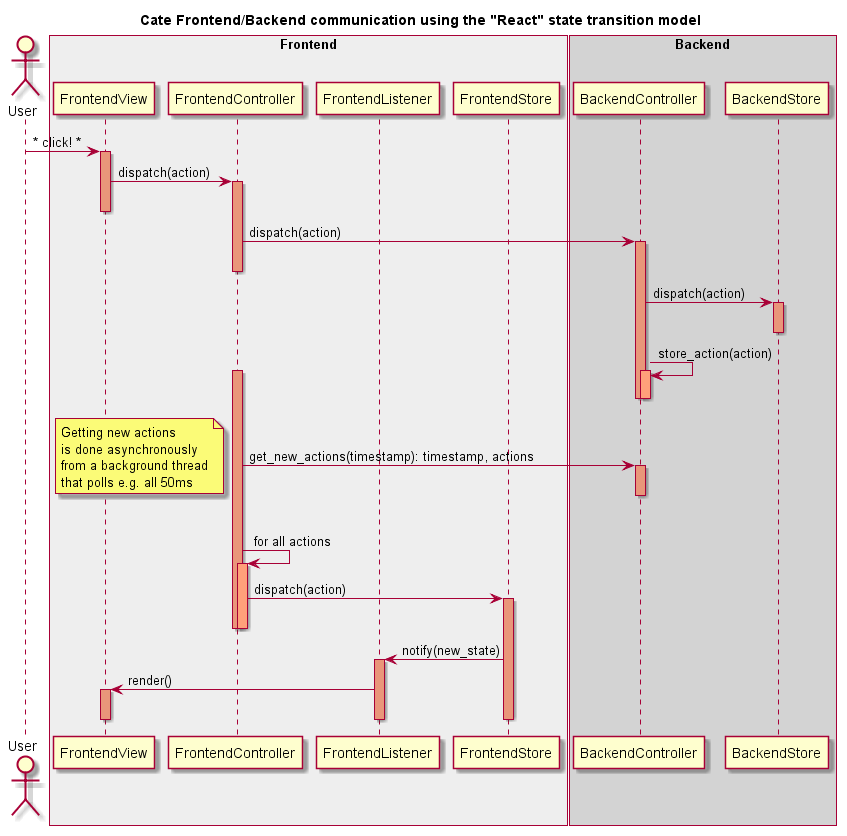 Cate Frontend/Backend communication using the "React" state transition model
Frontend
Backend
User
FrontendView
FrontendController
FrontendListener
FrontendStore
BackendController
BackendStore
* click! *
dispatch(action)
dispatch(action)
dispatch(action)
store_action(action)
Getting new actions
is done asynchronously
from a background thread
that polls e.g. all 50ms
get_new_actions(timestamp): timestamp, actions
for all actions
dispatch(action)
notify(new_state)
render()
User
FrontendView
FrontendController
FrontendListener
FrontendStore
BackendController
BackendStore